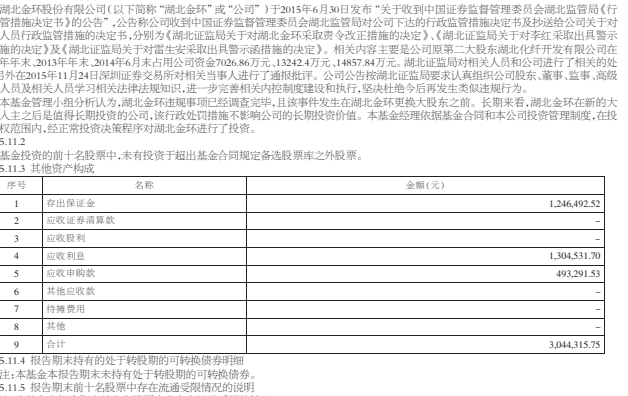 湖北金环股份有限公司(以下简称“湖北金环”或“公司”)于2015年6月30日发布“关于收到中国证券监督管理委员会湖北监管局《行
管措施决定书》的公告”,公告称公司收到中国证券监督管理委员会湖北监管局对公司下达的行政监管措施决定书及抄送给公司关于对
人员行政监管措施的决定书,分别为《湖北证监局关于对湖北金环采取责令改正措施的决定》、《湖北证监局关于对李红采取出具警示
施的决定》及《湖北证监局关于对雷生安采取出具警示函措施的决定》。相关内容主要是公司原第二大股东湖北化纤开发有限公司在
年年末、2013年年末、2014年6月末占用公司资金7026.86万元、13242.4万元、14857.84万元。湖北证监局对相关人员和公司进行了相关的处
另外在2015年11月24日深圳证券交易所对相关当事人进行了通报批评。公司公告按湖北证监局要求认真组织公司股东、董事、监事、高级
人员及相关人员学习相关法律法规知识,进一步完善相关内控制度建设和执行,坚决杜绝今后再发生类似违规行为。
本基金管理小组分析认为,湖北金环违规事项已经调查完毕,且该事件发生在湖北更换大股东之前。长期来看,湖北金环在新的大
入主之后是值得长期投资的公司,该行政处罚措施不影响公司的长期投资价值。本基金经理依据基金合同和本公司投资管理制度,在投
权范围内,经正常投资决策程序对湖北金环进行了投资。
5.11.2
基金投资的前十名股票中,未有投资于超出基金合同规定备选股票库之外股票。
5.11.3 其他资产构成
序号 名称 金额(元)
1 存出保证金 1,246,492.52
2 应收证券清算款 –
3 应收股利 –
4 应收利息 1,304,531.70
5 应收申购款 493,291.53
6 其他应收款 –
7 待摊费用 –
8 其他 –
9 合计 3,044,315.75
5.11.4 报告期末持有的处于转股期的可转换债券明细
注:本基金本报告期末未持有处于转股期的可转换债券。
5.11.5 报告期末前十名股票中存在流通受限情况的说明